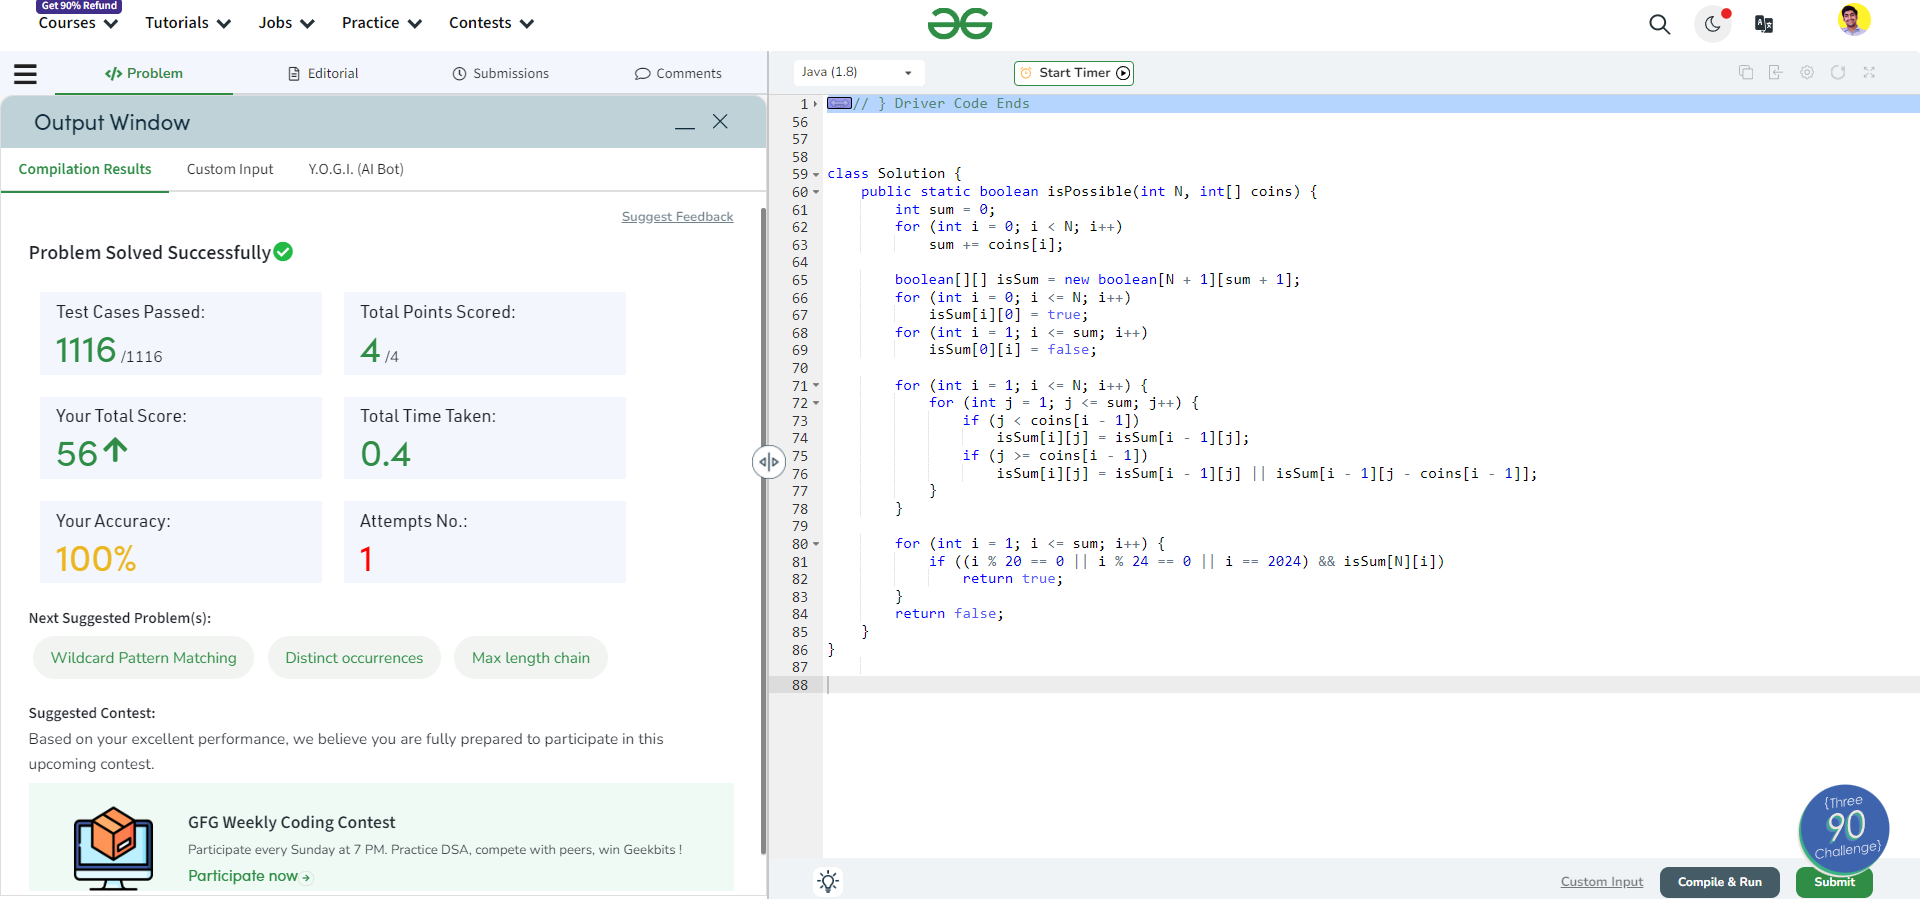 Get 90% Refund
Courses Tutorials Jobs Practice Contests
Problem Editorial Submissions Comments
Output Window
Compilation Results Custom Input Y.O.G.I. (AI Bot)
Suggest Feedback
Problem Solved Successfully
Test Cases Passed:
1116 /1116
Total Points Scored:
4 /4
Your Total Score:
56
Total Time Taken:
0.4
Your Accuracy:
100%
Attempts No.:
1
Next Suggested Problem(s):
Wildcard Pattern Matching Distinct occurrences Max length chain
Suggested Contest:
Based on your excellent performance, we believe you are fully prepared to participate in this
upcoming contest.
GFG Weekly Coding Contest
Participate every Sunday at 7 PM. Practice DSA, compete with peers, win Geekbits !
Participate now
Java (1.8) Start Timer
1 // } Driver Code Ends
56
57
58
59 class Solution {
60     public static boolean isPossible(int N, int[] coins) {
61         int sum = 0;
62         for (int i = 0; i < N; i++)
63             sum += coins[i];
64
65         boolean[][] isSum = new boolean[N + 1][sum + 1];
66         for (int i = 0; i <= N; i++)
67             isSum[i][0] = true;
68         for (int i = 1; i <= sum; i++)
69             isSum[0][i] = false;
70
71         for (int i = 1; i <= N; i++) {
72             for (int j = 1; j <= sum; j++) {
73                 if (j < coins[i - 1])
74                     isSum[i][j] = isSum[i - 1][j];
75                 if (j >= coins[i - 1])
76                     isSum[i][j] = isSum[i - 1][j] || isSum[i - 1][j - coins[i - 1]];
77             }
78         }
79
80         for (int i = 1; i <= sum; i++) {
81             if ((i % 20 == 0 || i % 24 == 0 || i == 2024) && isSum[N][i])
82                 return true;
83         }
84         return false;
85     }
86 }
87
88
{Three
90
Challenge}
Custom Input Compile & Run Submit